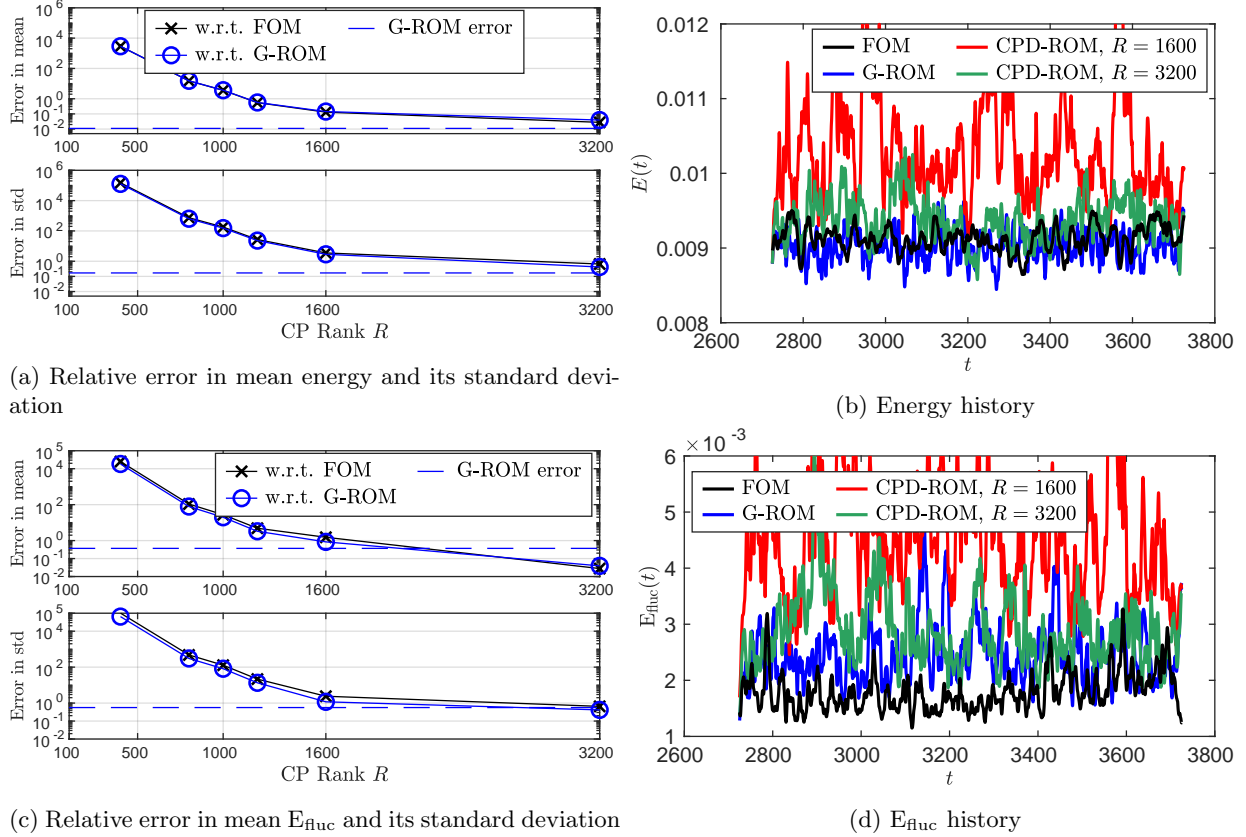 Error in mean
10^6
10^4
10^2
10^0
10^-2
w.r.t. FOM
G-ROM error
w.r.t. G-ROM
100 500 1000 1600 3200
Error in std
10^6
10^4
10^2
10^0
10^-1
10^-2
100 500 1000 1600 3200
CP Rank R
(a) Relative error in mean energy and its standard devi-
ation
E(t)
0.012
0.011
0.01
0.009
0.008
FOM
CPD-ROM, R = 1600
G-ROM
CPD-ROM, R = 3200
2600 2800 3000 3200 3400 3600 3800
t
(b) Energy history
Error in mean
10^5
10^4
10^2
10^0
10^-1
10^-2
w.r.t. FOM
G-ROM error
w.r.t. G-ROM
100 500 1000 1600 3200
Error in std
10^5
10^4
10^2
10^0
10^-1
10^-2
100 500 1000 1600 3200
CP Rank R
(c) Relative error in mean E_fluc and its standard deviation
× 10^-3
E_fluc(t)
6
5
4
3
2
1
FOM
CPD-ROM, R = 1600
G-ROM
CPD-ROM, R = 3200
2600 2800 3000 3200 3400 3600 3800
t
(d) E_fluc history